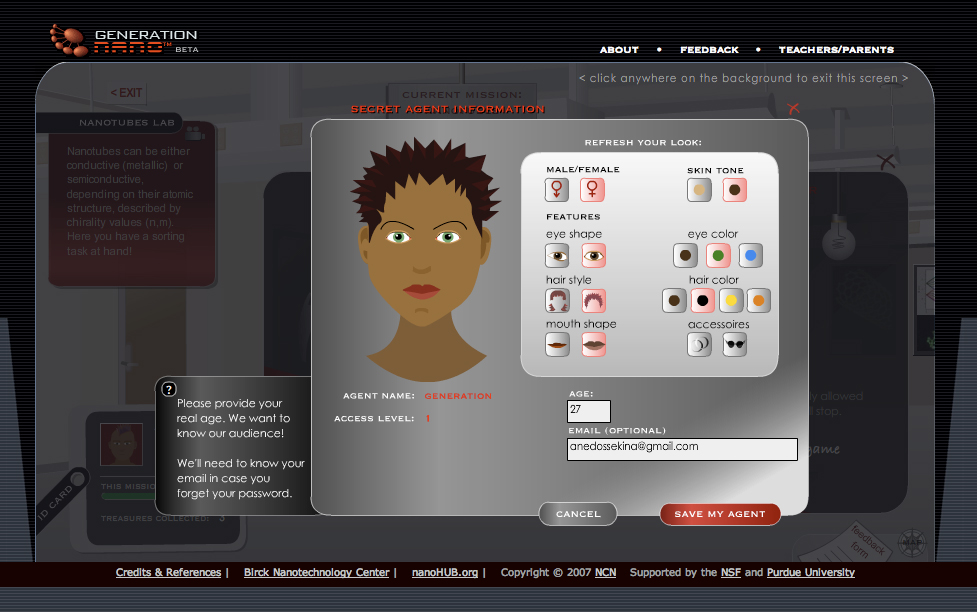 GENERATION
nano™ BETA
ABOUT • FEEDBACK • TEACHERS/PARENTS
< click anywhere on the background to exit this screen >
< EXIT
CURRENT MISSION:
SECRET AGENT INFORMATION
NANOTUBES LAB
Nanotubes can be either
conductive (metallic) or
semiconductive,
depending on their atomic
structure, described by
chirality values (n,m).
Here you have a sorting
task at hand!
REFRESH YOUR LOOK:
MALE/FEMALE
SKIN TONE
FEATURES
eye shape
eye color
hair style
hair color
mouth shape
accessoires
AGENT NAME: GENERATION
ACCESS LEVEL: 1
AGE:
27
EMAIL (OPTIONAL)
anedossekina@gmail.com
?
Please provide your
real age. We want to
know our audience!
We'll need to know your
email in case you
forget your password.
allowed
stop.
game
ID CARD
THIS MISSIO
TREASURES COLLECTED: 3
CANCEL
SAVE MY AGENT
feedback
form
MAP
Credits & References | Birck Nanotechnology Center | nanoHUB.org | Copyright © 2007 NCN Supported by the NSF and Purdue University